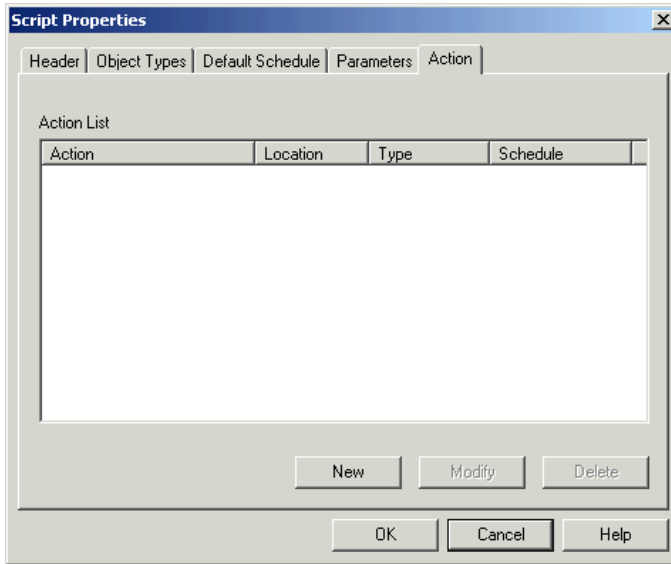 Script Properties
Header Object Types Default Schedule Parameters Action
Action List
Action Location Type Schedule
New Modify Delete
OK Cancel Help